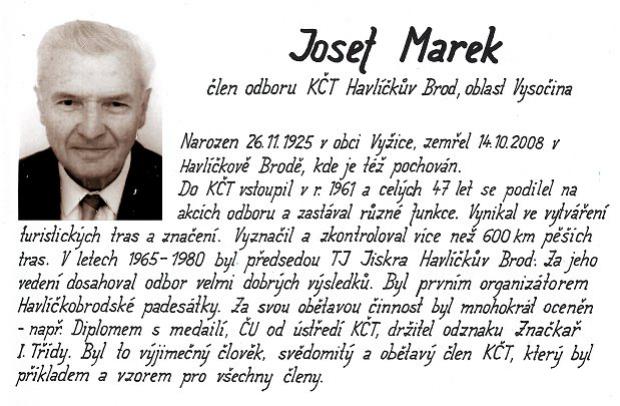 Josef Marek
člen odboru KČT Havlíčkův Brod, oblast Vysočina
Narozen 26.11.1925 v obci Vyžice, zemřel 14.10.2008 v
Havlíčkově Brodě, kde je též pochován.
Do KČT vstoupil v r. 1961 a celých 47 let se podílel na
akcích odboru a zastával různé funkce. Vynikal ve vytváření
turistických tras a značení. Vyznačil a zkontroloval více než 600 km pěších
tras. V letech 1965-1980 byl předsedou TJ Jiskra Havlíčkův Brod. Za jeho
vedení dosahoval odbor velmi dobrých výsledků. Byl prvním organizátorem
Havlíčkobrodské padesátky. Za svou obětavou činnost byl mnohokrát oceněn
- např. Diplomem s medailí, ČU od ústředí KČT, držitel odznaku Značkař
I. Třídy. Byl to výjimečný člověk, svědomitý a obětavý člen KČT, který byl
příkladem a vzorem pro všechny členy.